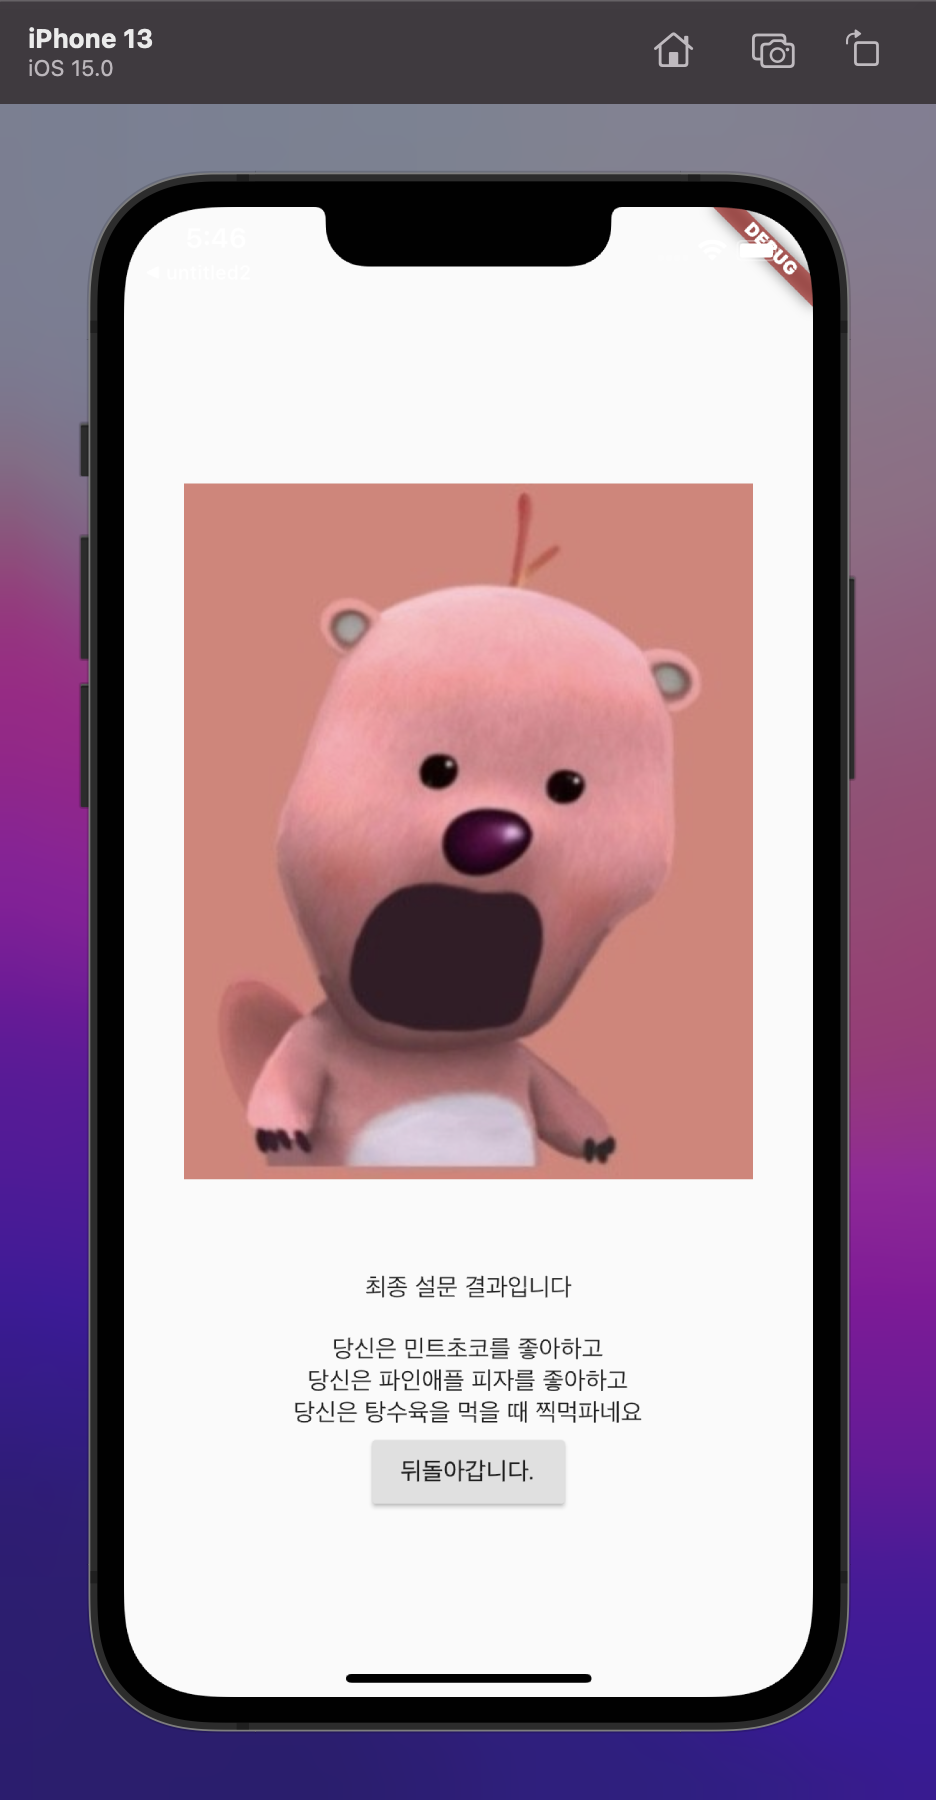 iPhone 13
iOS 15.0
5:46
◀ untitled2
DEBUG
최종 설문 결과입니다
당신은 민트초코를 좋아하고
당신은 파인애플 피자를 좋아하고
당신은 탕수육을 먹을 때 찍먹파네요
뒤돌아갑니다.